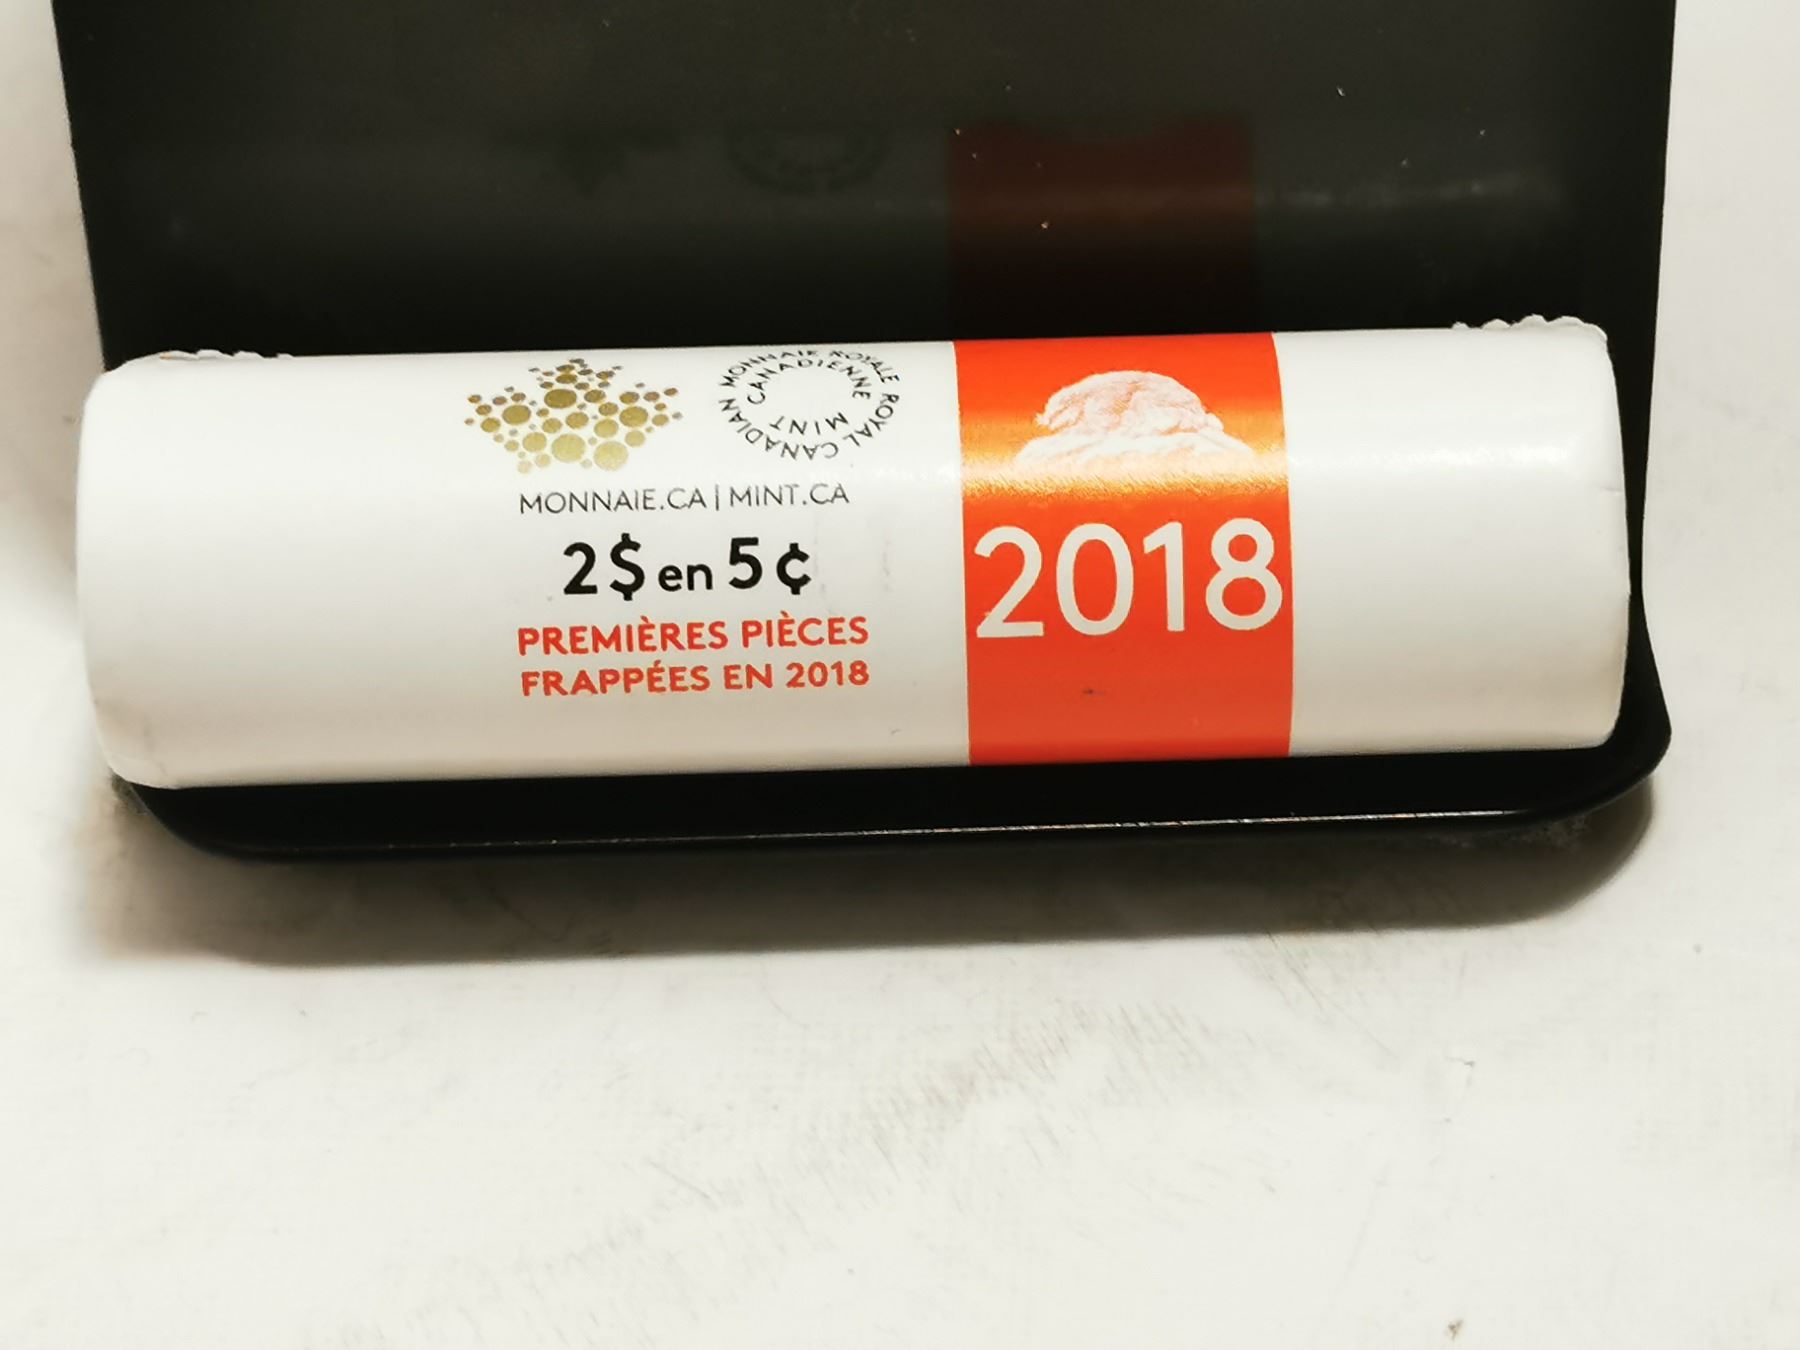 MONNAIE ROYALE CANADIENNE
ROYAL CANADIAN MINT
MONNAIE.CA | MINT.CA
2$ en 5¢
PREMIÈRES PIÈCES
FRAPPÉES EN 2018
2018